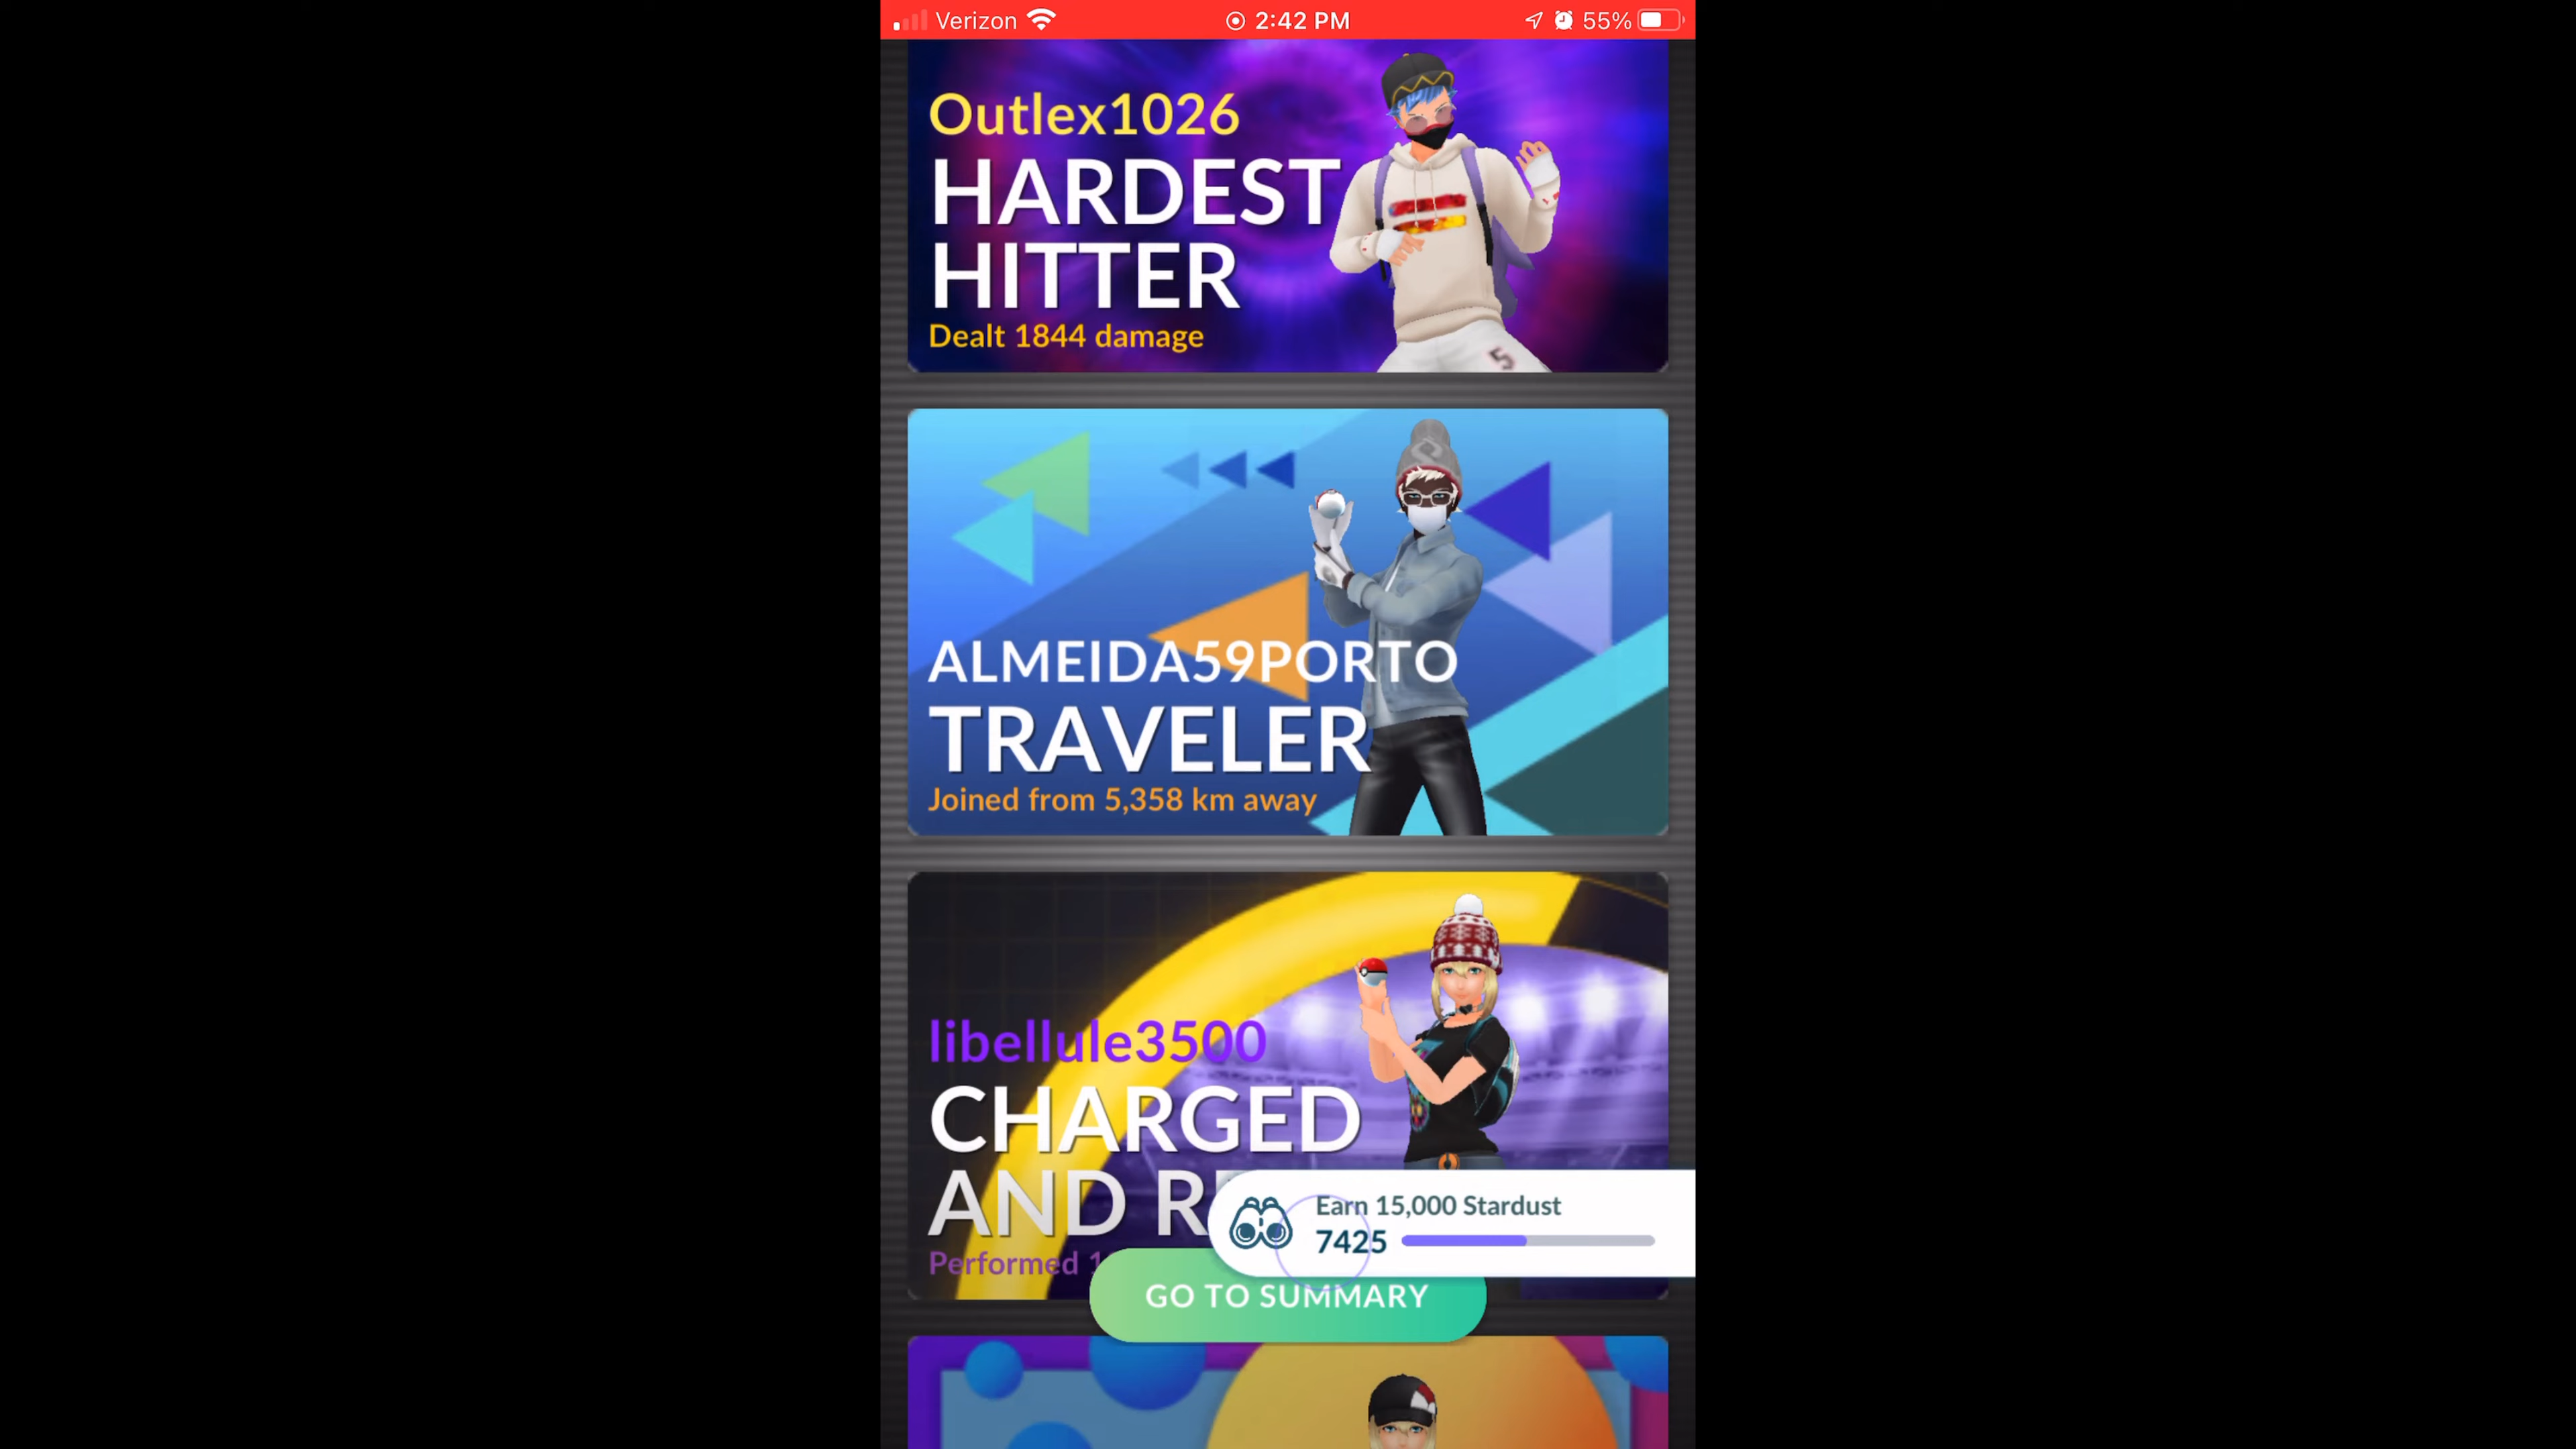 Verizon 2:42 PM 55%
Outlex1026
HARDEST
HITTER
Dealt 1844 damage
5
ALMEIDA59PORTO
TRAVELER
Joined from 5,358 km away
libellule3500
CHARGED
AND
Performed
Earn 15,000 Stardust
7425
GO TO SUMMARY